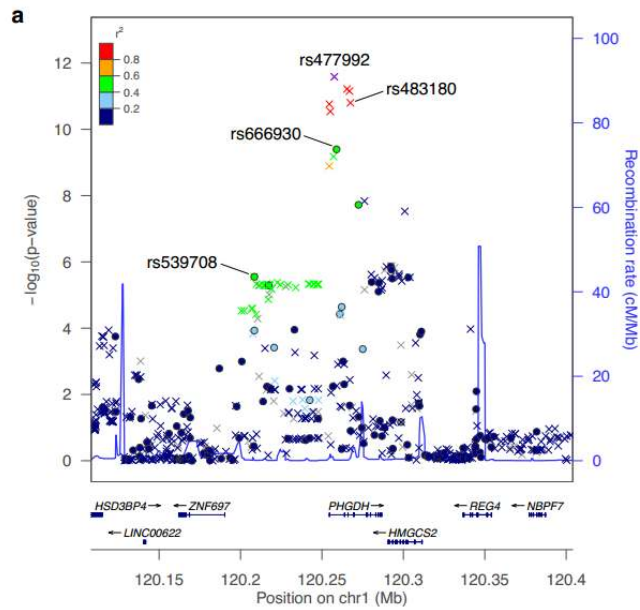 a
r²
0.8
0.6
0.4
0.2
rs477992
rs483180
rs666930
rs539708
12
10
8
6
4
2
0
−log₁₀(p−value)
100
80
60
40
20
0
Recombination rate (cM/Mb)
HSD3BP4→ ←ZNF697 PHGDH→ ←REG4 ←NBPF7
←LINC00622 ←HMGCS2
120.15 120.2 120.25 120.3 120.35 120.4
Position on chr1 (Mb)